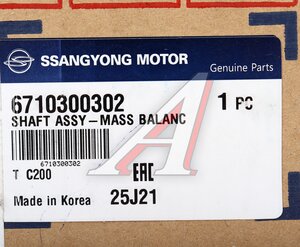 SSANGYONG MOTOR
Genuine Parts
6710300302
1 PC
SHAFT ASSY-MASS BALANC
6710300302
T C200
EAC
Made in Korea 25J21